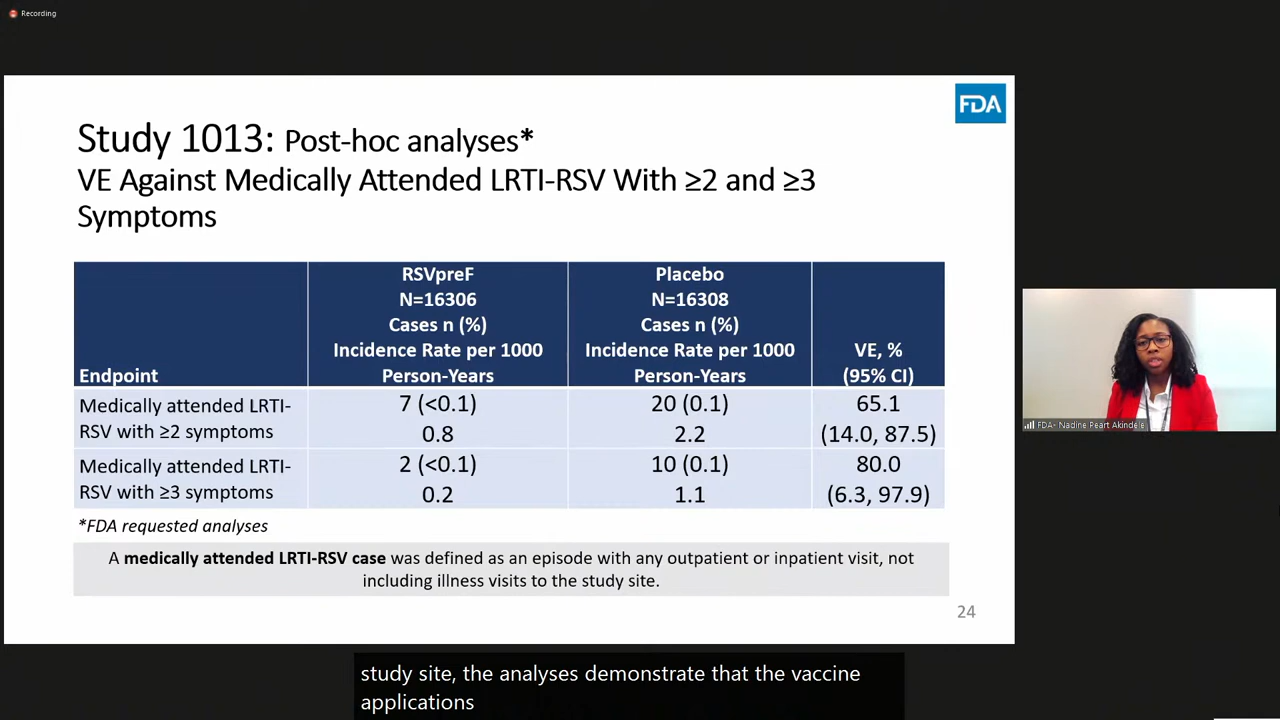 Recording
FDA
Study 1013: Post-hoc analyses*
VE Against Medically Attended LRTI-RSV With ≥2 and ≥3
Symptoms
Endpoint
RSVpreF
N=16306
Cases n (%)
Incidence Rate per 1000
Person-Years
Placebo
N=16308
Cases n (%)
Incidence Rate per 1000
Person-Years
VE, %
(95% CI)
Medically attended LRTI-
RSV with ≥2 symptoms
7 (<0.1)
0.8
20 (0.1)
2.2
65.1
(14.0, 87.5)
Medically attended LRTI-
RSV with ≥3 symptoms
2 (<0.1)
0.2
10 (0.1)
1.1
80.0
(6.3, 97.9)
*FDA requested analyses
A medically attended LRTI-RSV case was defined as an episode with any outpatient or inpatient visit, not
including illness visits to the study site.
24
FDA- Nadine Peart Akindele
study site, the analyses demonstrate that the vaccine
applications